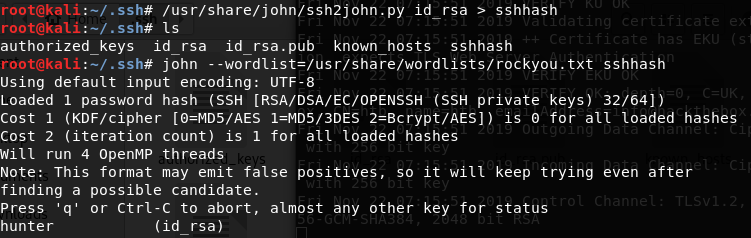 root@kali:~/.ssh# /usr/share/john/ssh2john.py id_rsa > sshhash
root@kali:~/.ssh# ls
authorized_keys  id_rsa  id_rsa.pub  known_hosts  sshhash
root@kali:~/.ssh# john --wordlist=/usr/share/wordlists/rockyou.txt sshhash
Using default input encoding: UTF-8
Loaded 1 password hash (SSH [RSA/DSA/EC/OPENSSH (SSH private keys) 32/64])
Cost 1 (KDF/cipher [0=MD5/AES 1=MD5/3DES 2=Bcrypt/AES]) is 0 for all loaded hashes
Cost 2 (iteration count) is 1 for all loaded hashes
Will run 4 OpenMP threads
Note: This format may emit false positives, so it will keep trying even after
finding a possible candidate.
Press 'q' or Ctrl-C to abort, almost any other key for status
hunter           (id_rsa)